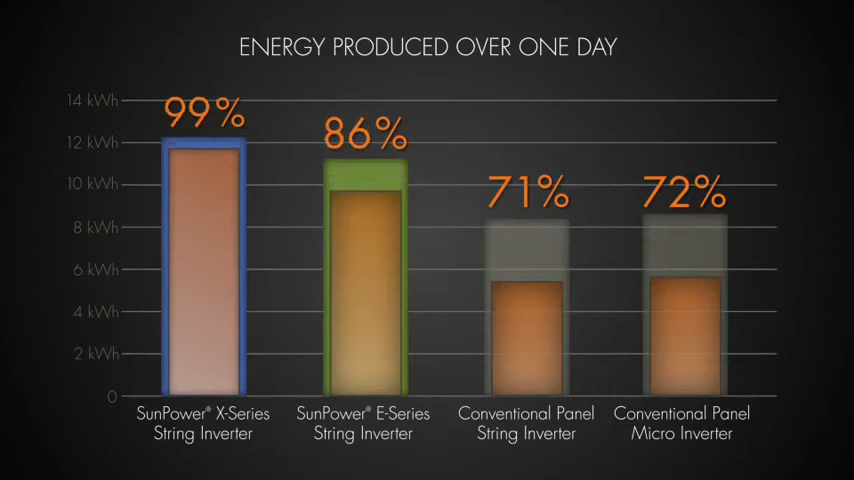 ENERGY PRODUCED OVER ONE DAY
14 kWh
99%
12 kWh
86%
10 kWh
71%
72%
8 kWh
6 kWh
4 kWh
2 kWh
0
SunPower® X-Series
String Inverter
SunPower® E-Series
String Inverter
Conventional Panel
String Inverter
Conventional Panel
Micro Inverter